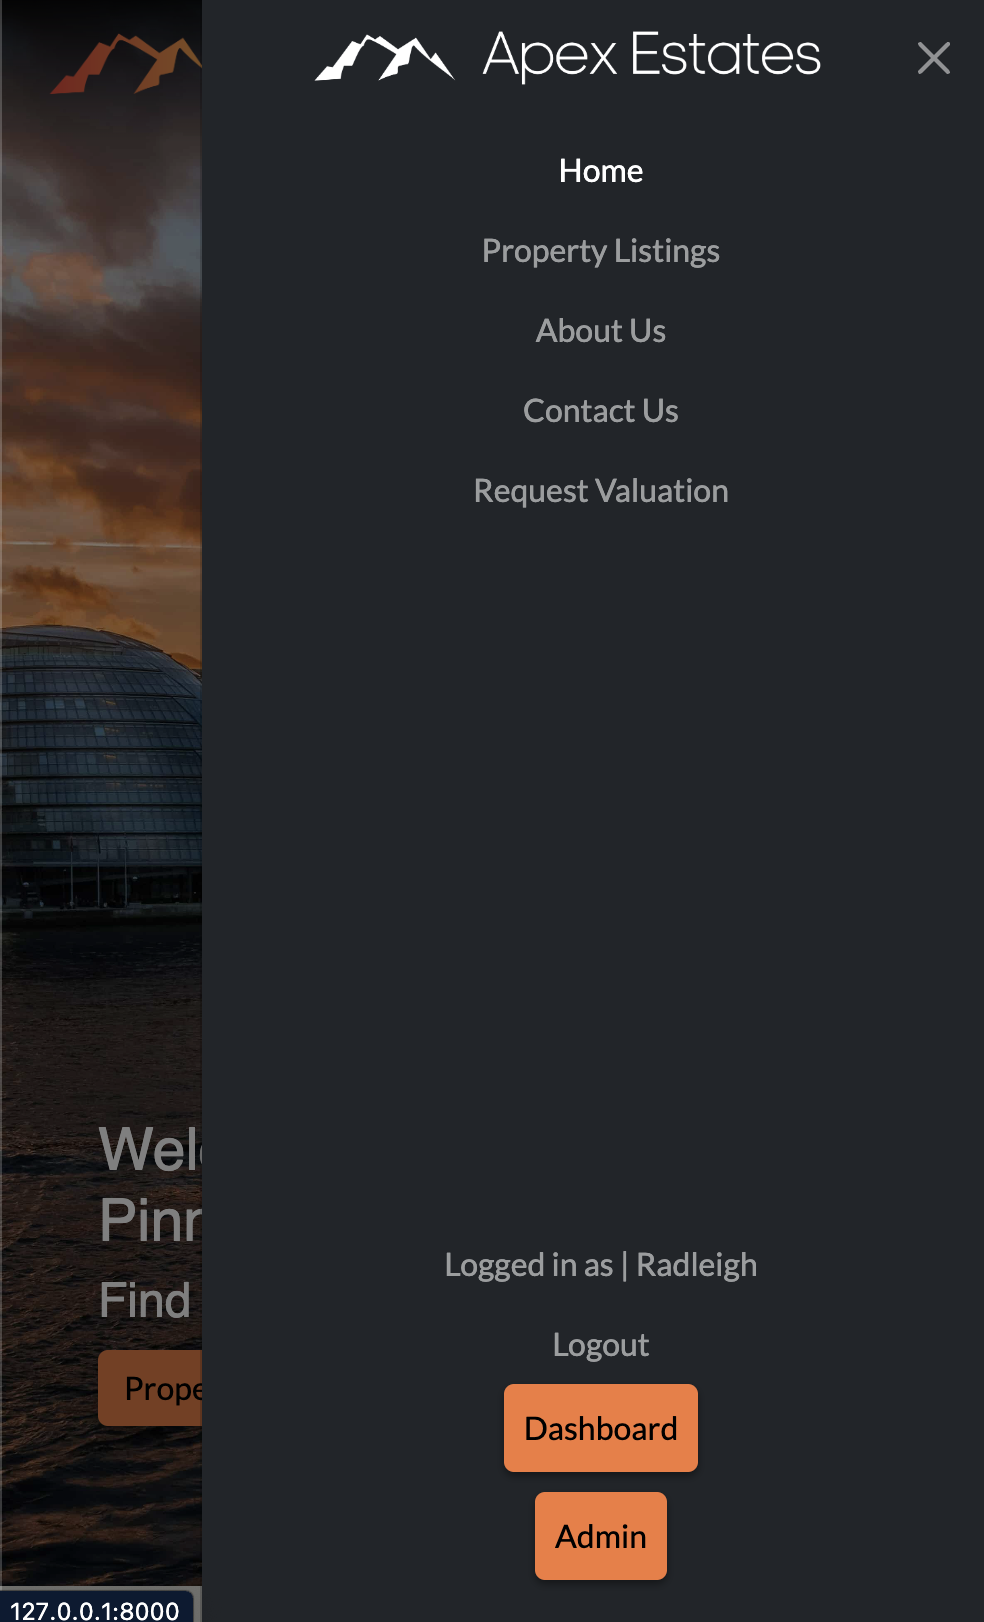 Apex Estates
Home
Property Listings
About Us
Contact Us
Request Valuation
Wel
Pinr
Find
Prope
Logged in as | Radleigh
Logout
Dashboard
Admin
127.0.0.1:8000